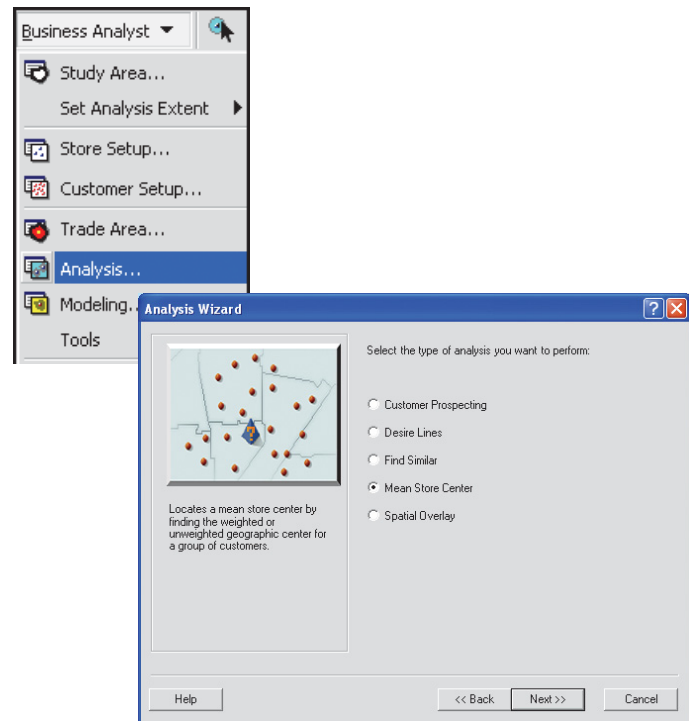 Business Analyst
Study Area...
Set Analysis Extent
Store Setup...
Customer Setup...
Trade Area...
Analysis...
Modeling..
Tools
Analysis Wizard
?
Select the type of analysis you want to perform:
Customer Prospecting
Desire Lines
Find Similar
Mean Store Center
Spatial Overlay
?
Locates a mean store center by
finding the weighted or
unweighted geographic center for
a group of customers.
Help
<< Back
Next >>
Cancel